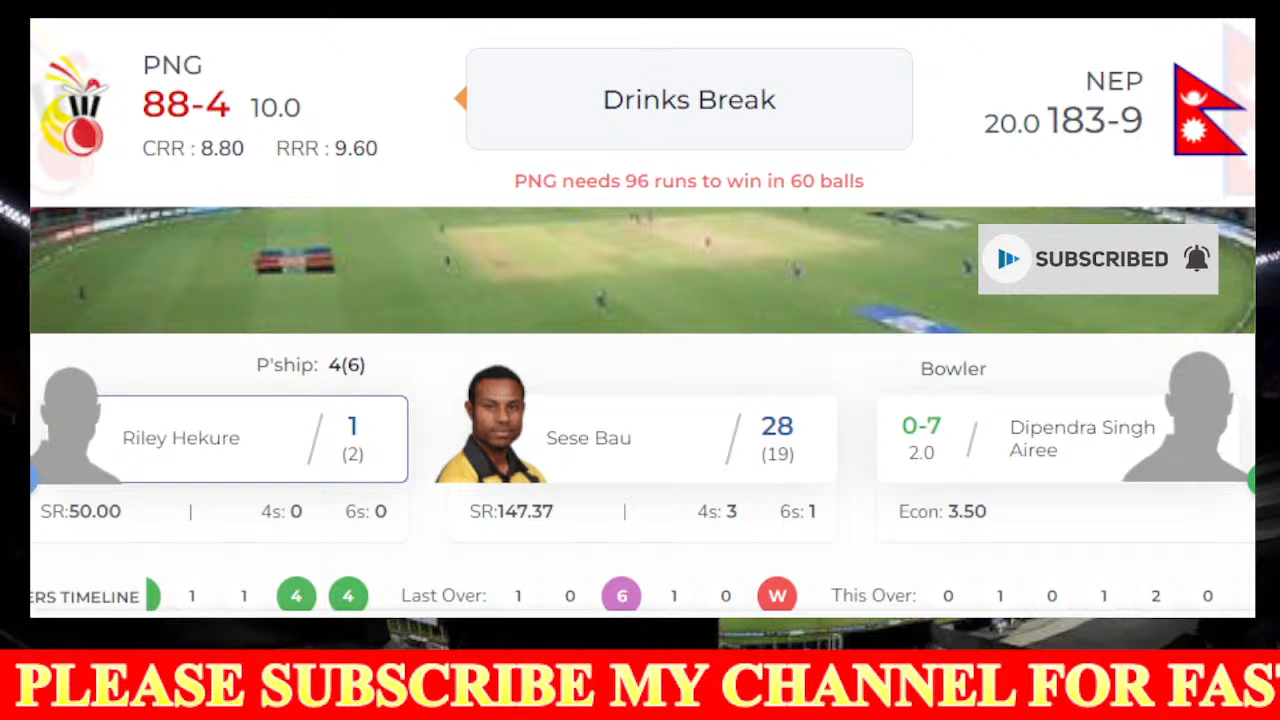 PNG
88-4 10.0
CRR : 8.80 RRR : 9.60
Drinks Break
PNG needs 96 runs to win in 60 balls
NEP
20.0 183-9
SUBSCRIBED
P'ship: 4(6)
Riley Hekure
1
(2)
SR:50.00 | 4s: 0 6s: 0
Sese Bau
28
(19)
SR:147.37 | 4s: 3 6s: 1
Bowler
0-7
2.0
Dipendra Singh
Airee
Econ: 3.50
ERS TIMELINE 1 1 4 4 Last Over: 1 0 6 1 0 W This Over: 0 1 0 1 2 0
PLEASE SUBSCRIBE MY CHANNEL FOR FAS